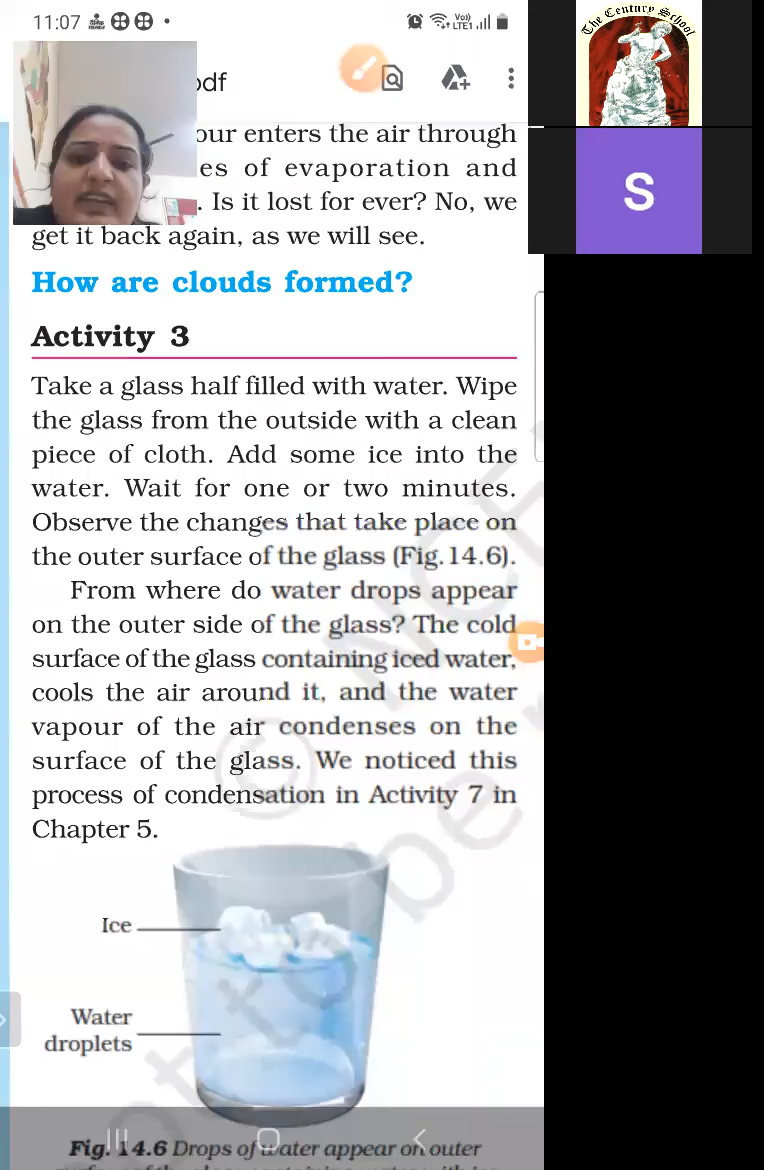 11:07
Vo))
LTE1
The Century School
odf
our enters the air through
es of evaporation and
. Is it lost for ever? No, we
get it back again, as we will see.
S
How are clouds formed?
Activity 3
Take a glass half filled with water. Wipe
the glass from the outside with a clean
piece of cloth. Add some ice into the
water. Wait for one or two minutes.
Observe the changes that take place on
the outer surface of the glass (Fig.14.6).
From where do water drops appear
on the outer side of the glass? The cold
surface of the glass containing iced water,
cools the air around it, and the water
vapour of the air condenses on the
surface of the glass. We noticed this
process of condensation in Activity 7 in
Chapter 5.
Ice
Water
droplets
Fig. 14.6 Drops of water appear on outer